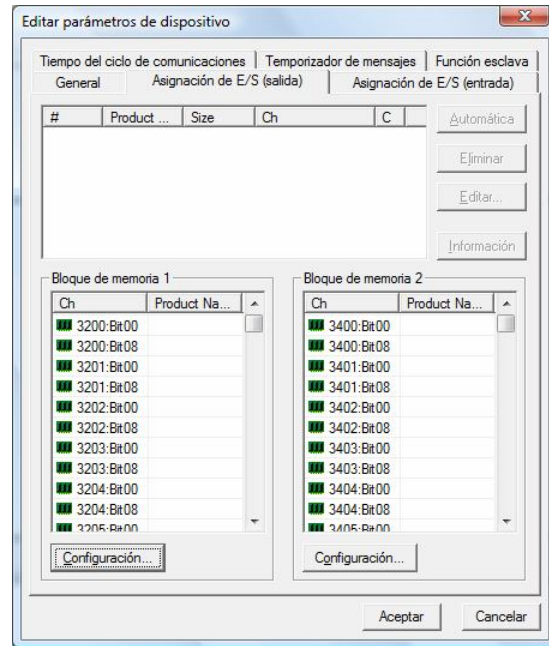 Editar parámetros de dispositivo
Tiempo del ciclo de comunicaciones Temporizador de mensajes Función esclava
General Asignación de E/S (salida) Asignación de E/S (entrada)
# Product ... Size Ch C
Automática
Eliminar
Editar...
Información
Bloque de memoria 1
Ch Product Na...
3200:Bit00
3200:Bit08
3201:Bit00
3201:Bit08
3202:Bit00
3202:Bit08
3203:Bit00
3203:Bit08
3204:Bit00
3204:Bit08
3205:Bit00
Configuración...
Bloque de memoria 2
Ch Product Na...
3400:Bit00
3400:Bit08
3401:Bit00
3401:Bit08
3402:Bit00
3402:Bit08
3403:Bit00
3403:Bit08
3404:Bit00
3404:Bit08
3405:Bit00
Configuración...
Aceptar Cancelar